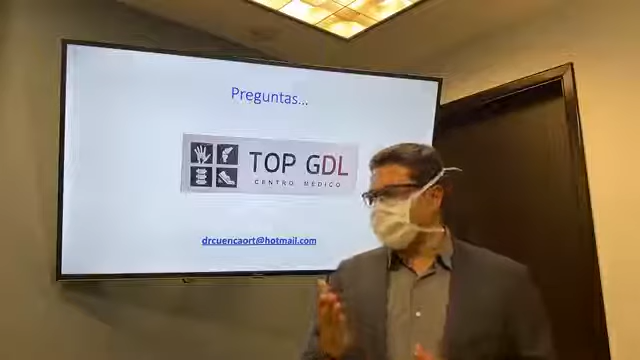 Preguntas...
TOP GDL
CENTRO MEDICO
drcuencaort@hotmail.com